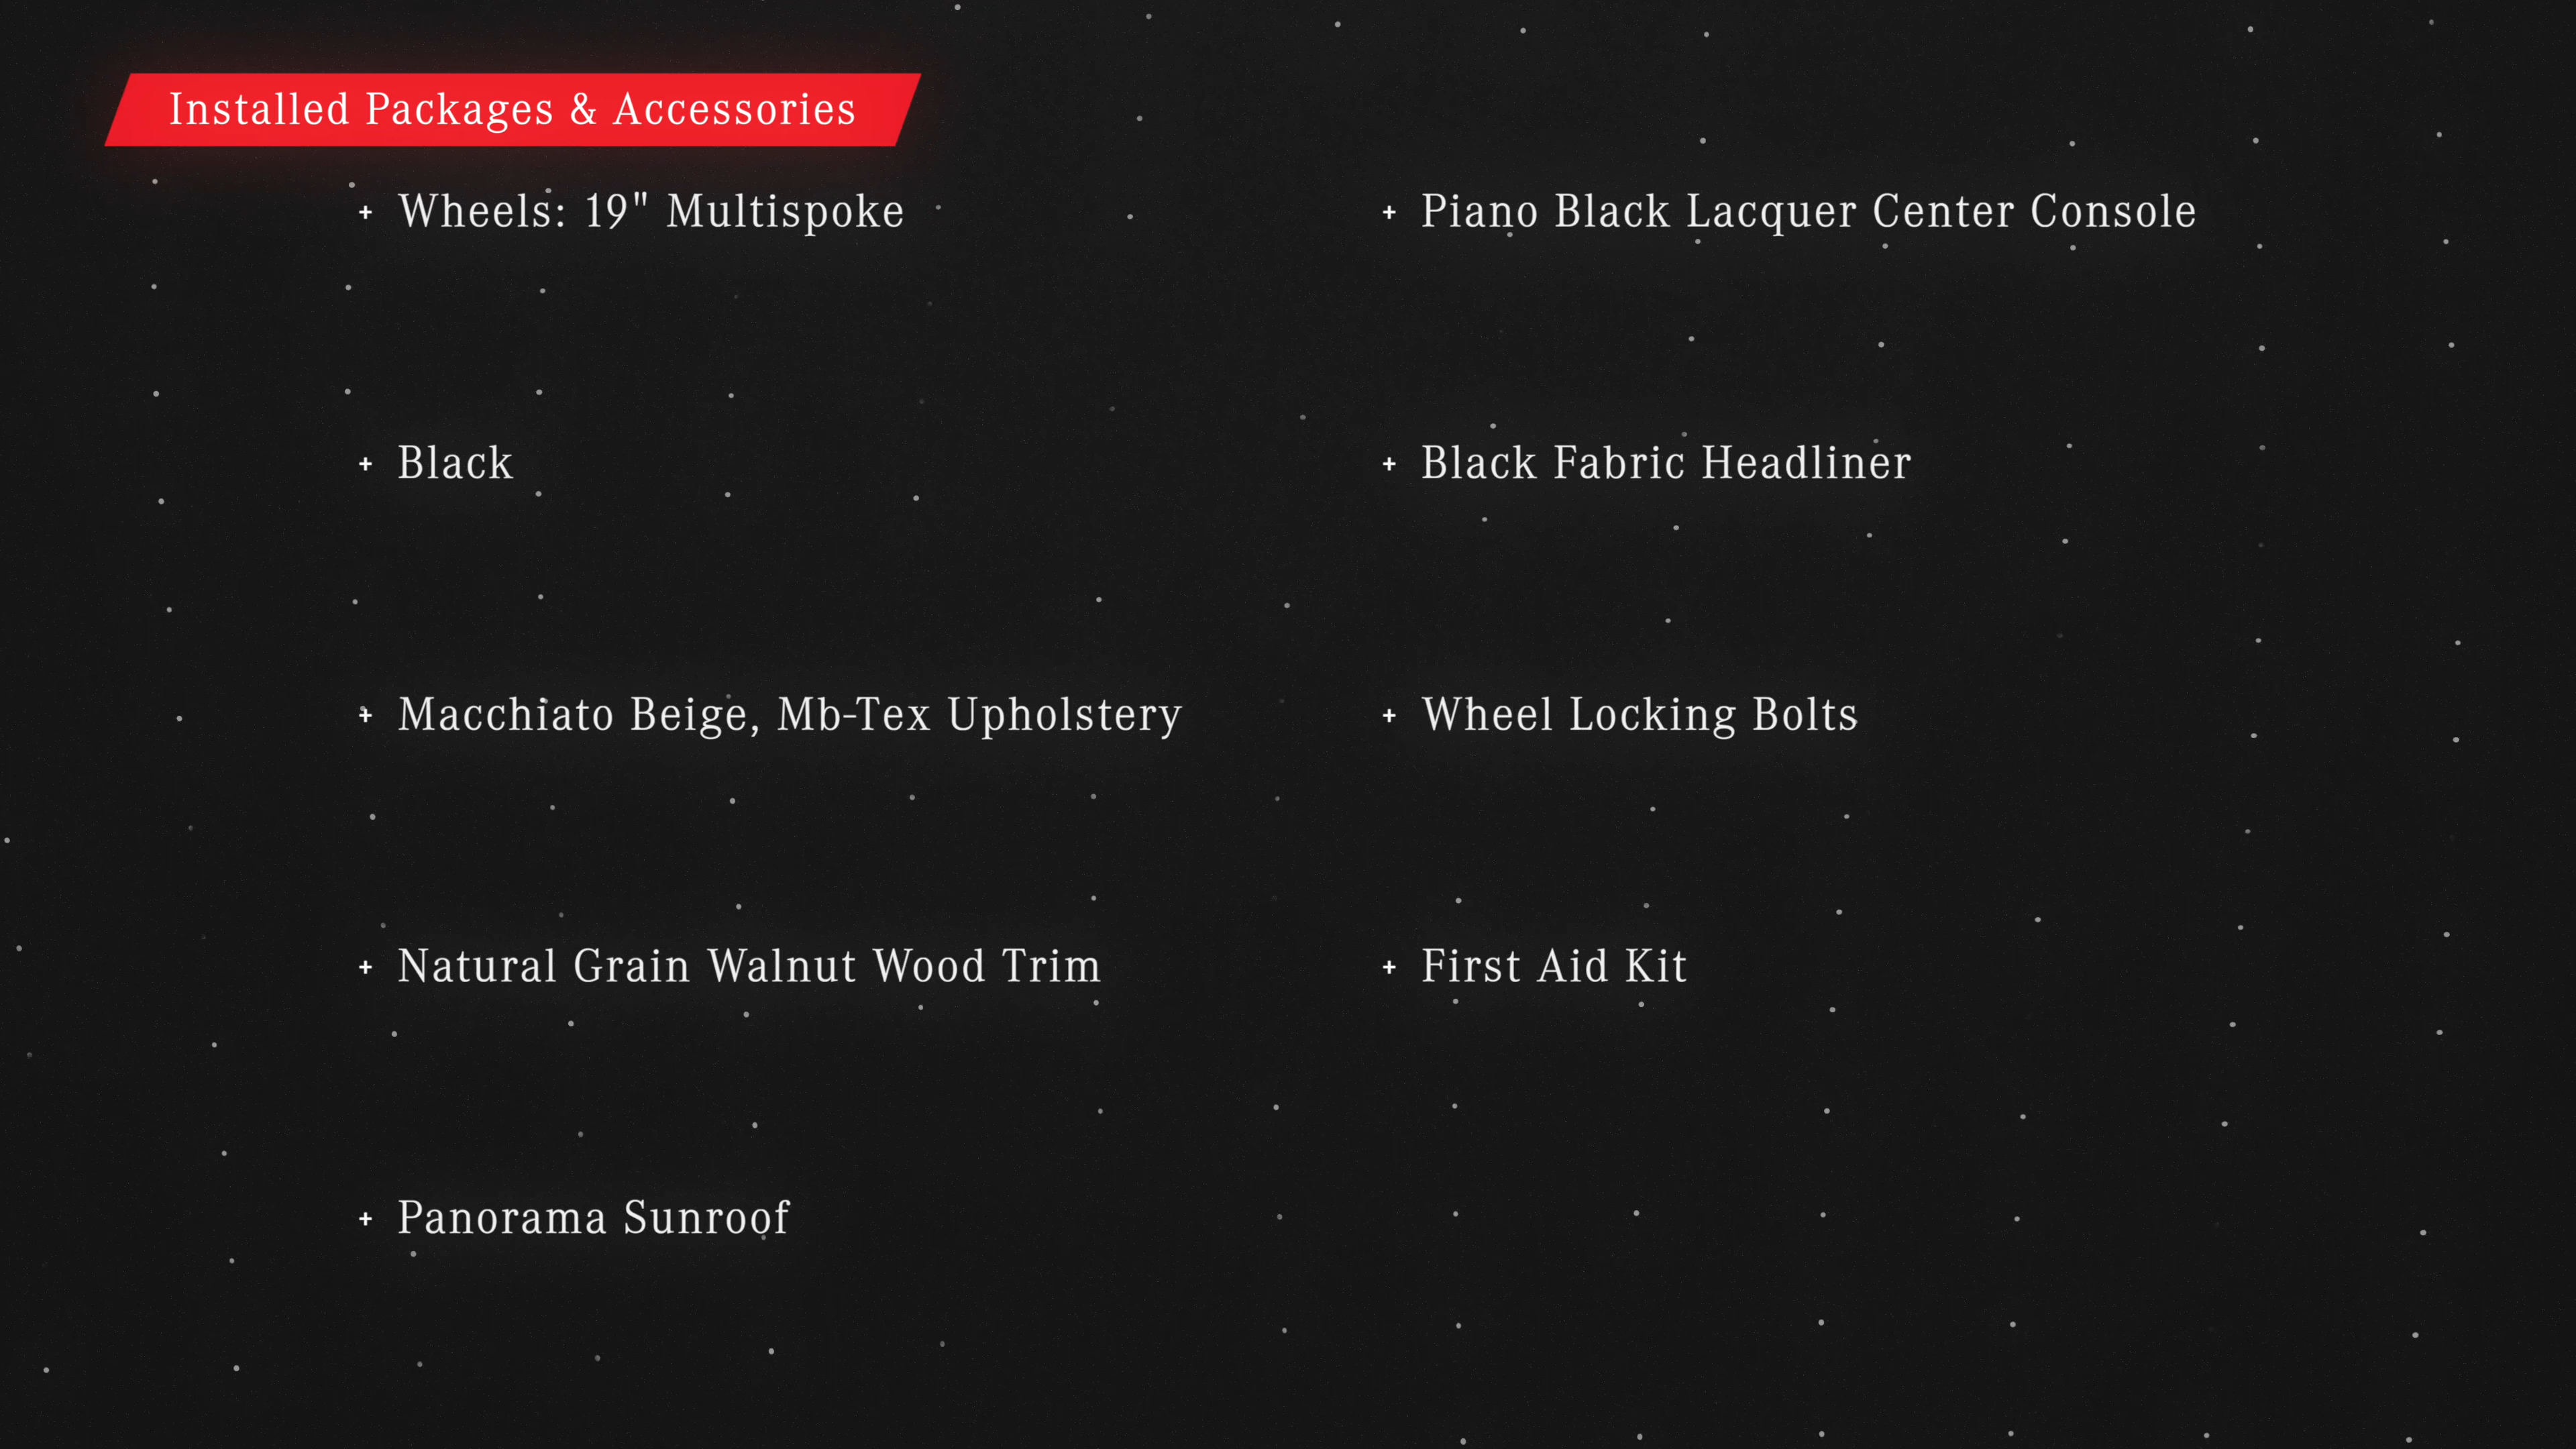 Installed Packages & Accessories
+ Wheels: 19" Multispoke
+ Black
+ Macchiato Beige, Mb-Tex Upholstery
+ Natural Grain Walnut Wood Trim
+ Panorama Sunroof
+ Piano Black Lacquer Center Console
+ Black Fabric Headliner
+ Wheel Locking Bolts
+ First Aid Kit